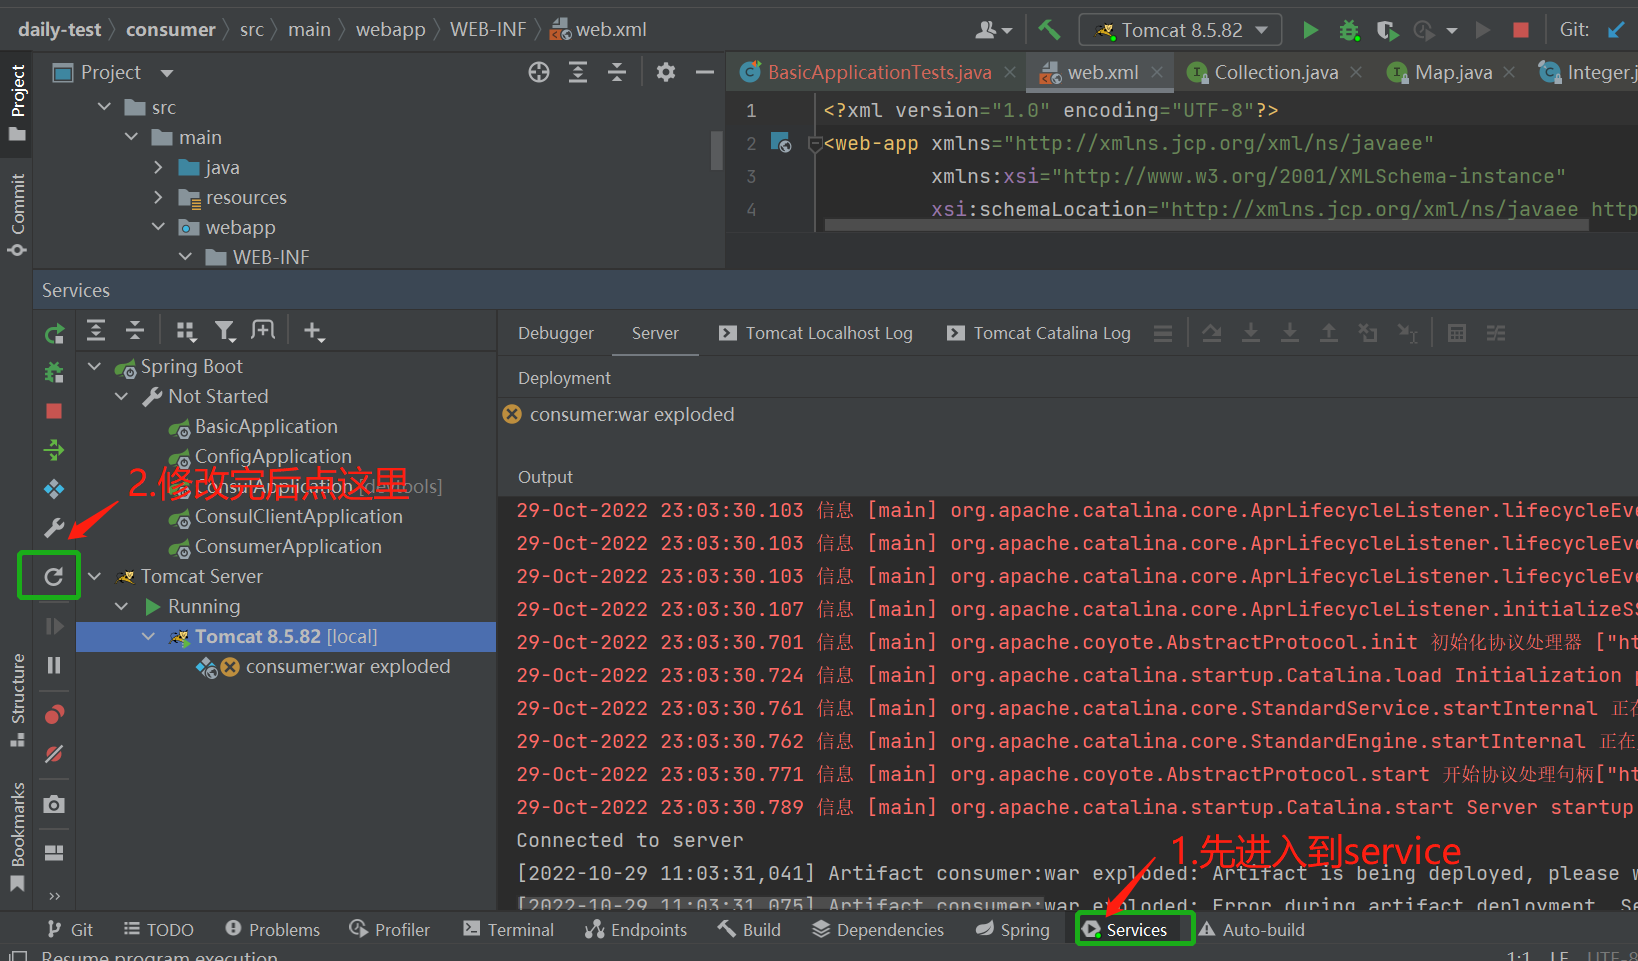 daily-test consumer src main webapp WEB-INF web.xml
Tomcat 8.5.82
Git:
Project
Project
BasicApplicationTests.java
web.xml
Collection.java
Map.java
Integer.j
src
main
java
resources
webapp
WEB-INF
1 <?xml version="1.0" encoding="UTF-8"?>
2 <web-app xmlns="http://xmlns.jcp.org/xml/ns/javaee"
3 xmlns:xsi="http://www.w3.org/2001/XMLSchema-instance"
4 xsi:schemaLocation="http://xmlns.jcp.org/xml/ns/javaee http
Commit
Services
Spring Boot
Not Started
BasicApplication
ConfigApplication
ConsulApplication [devtools]
2.修改完后点这里
ConsulClientApplication
ConsumerApplication
Tomcat Server
Running
Tomcat 8.5.82 [local]
consumer:war exploded
Structure
Bookmarks
Debugger
Server
Tomcat Localhost Log
Tomcat Catalina Log
Deployment
consumer:war exploded
Output
29-Oct-2022 23:03:30.103 信息 [main] org.apache.catalina.core.AprLifecycleListener.lifecycleEve
29-Oct-2022 23:03:30.103 信息 [main] org.apache.catalina.core.AprLifecycleListener.lifecycleEve
29-Oct-2022 23:03:30.103 信息 [main] org.apache.catalina.core.AprLifecycleListener.lifecycleEve
29-Oct-2022 23:03:30.107 信息 [main] org.apache.catalina.core.AprLifecycleListener.initializeSS
29-Oct-2022 23:03:30.701 信息 [main] org.apache.coyote.AbstractProtocol.init 初始化协议处理器 ["ht
29-Oct-2022 23:03:30.724 信息 [main] org.apache.catalina.startup.Catalina.load Initialization p
29-Oct-2022 23:03:30.761 信息 [main] org.apache.catalina.core.StandardService.startInternal 正在
29-Oct-2022 23:03:30.762 信息 [main] org.apache.catalina.core.StandardEngine.startInternal 正在
29-Oct-2022 23:03:30.771 信息 [main] org.apache.coyote.AbstractProtocol.start 开始协议处理句柄["ht
29-Oct-2022 23:03:30.789 信息 [main] org.apache.catalina.startup.Catalina.start Server startup
Connected to server
1.先进入到service
[2022-10-29 11:03:31,041] Artifact consumer:war exploded: Artifact is being deployed, please w
[2022-10-29 11:03:31,075] Artifact consumer:war exploded: Error during artifact deployment. Se
Git
TODO
Problems
Profiler
Terminal
Endpoints
Build
Dependencies
Spring
Services
Auto-build
Resume program execution
1:1 LF UTF-8